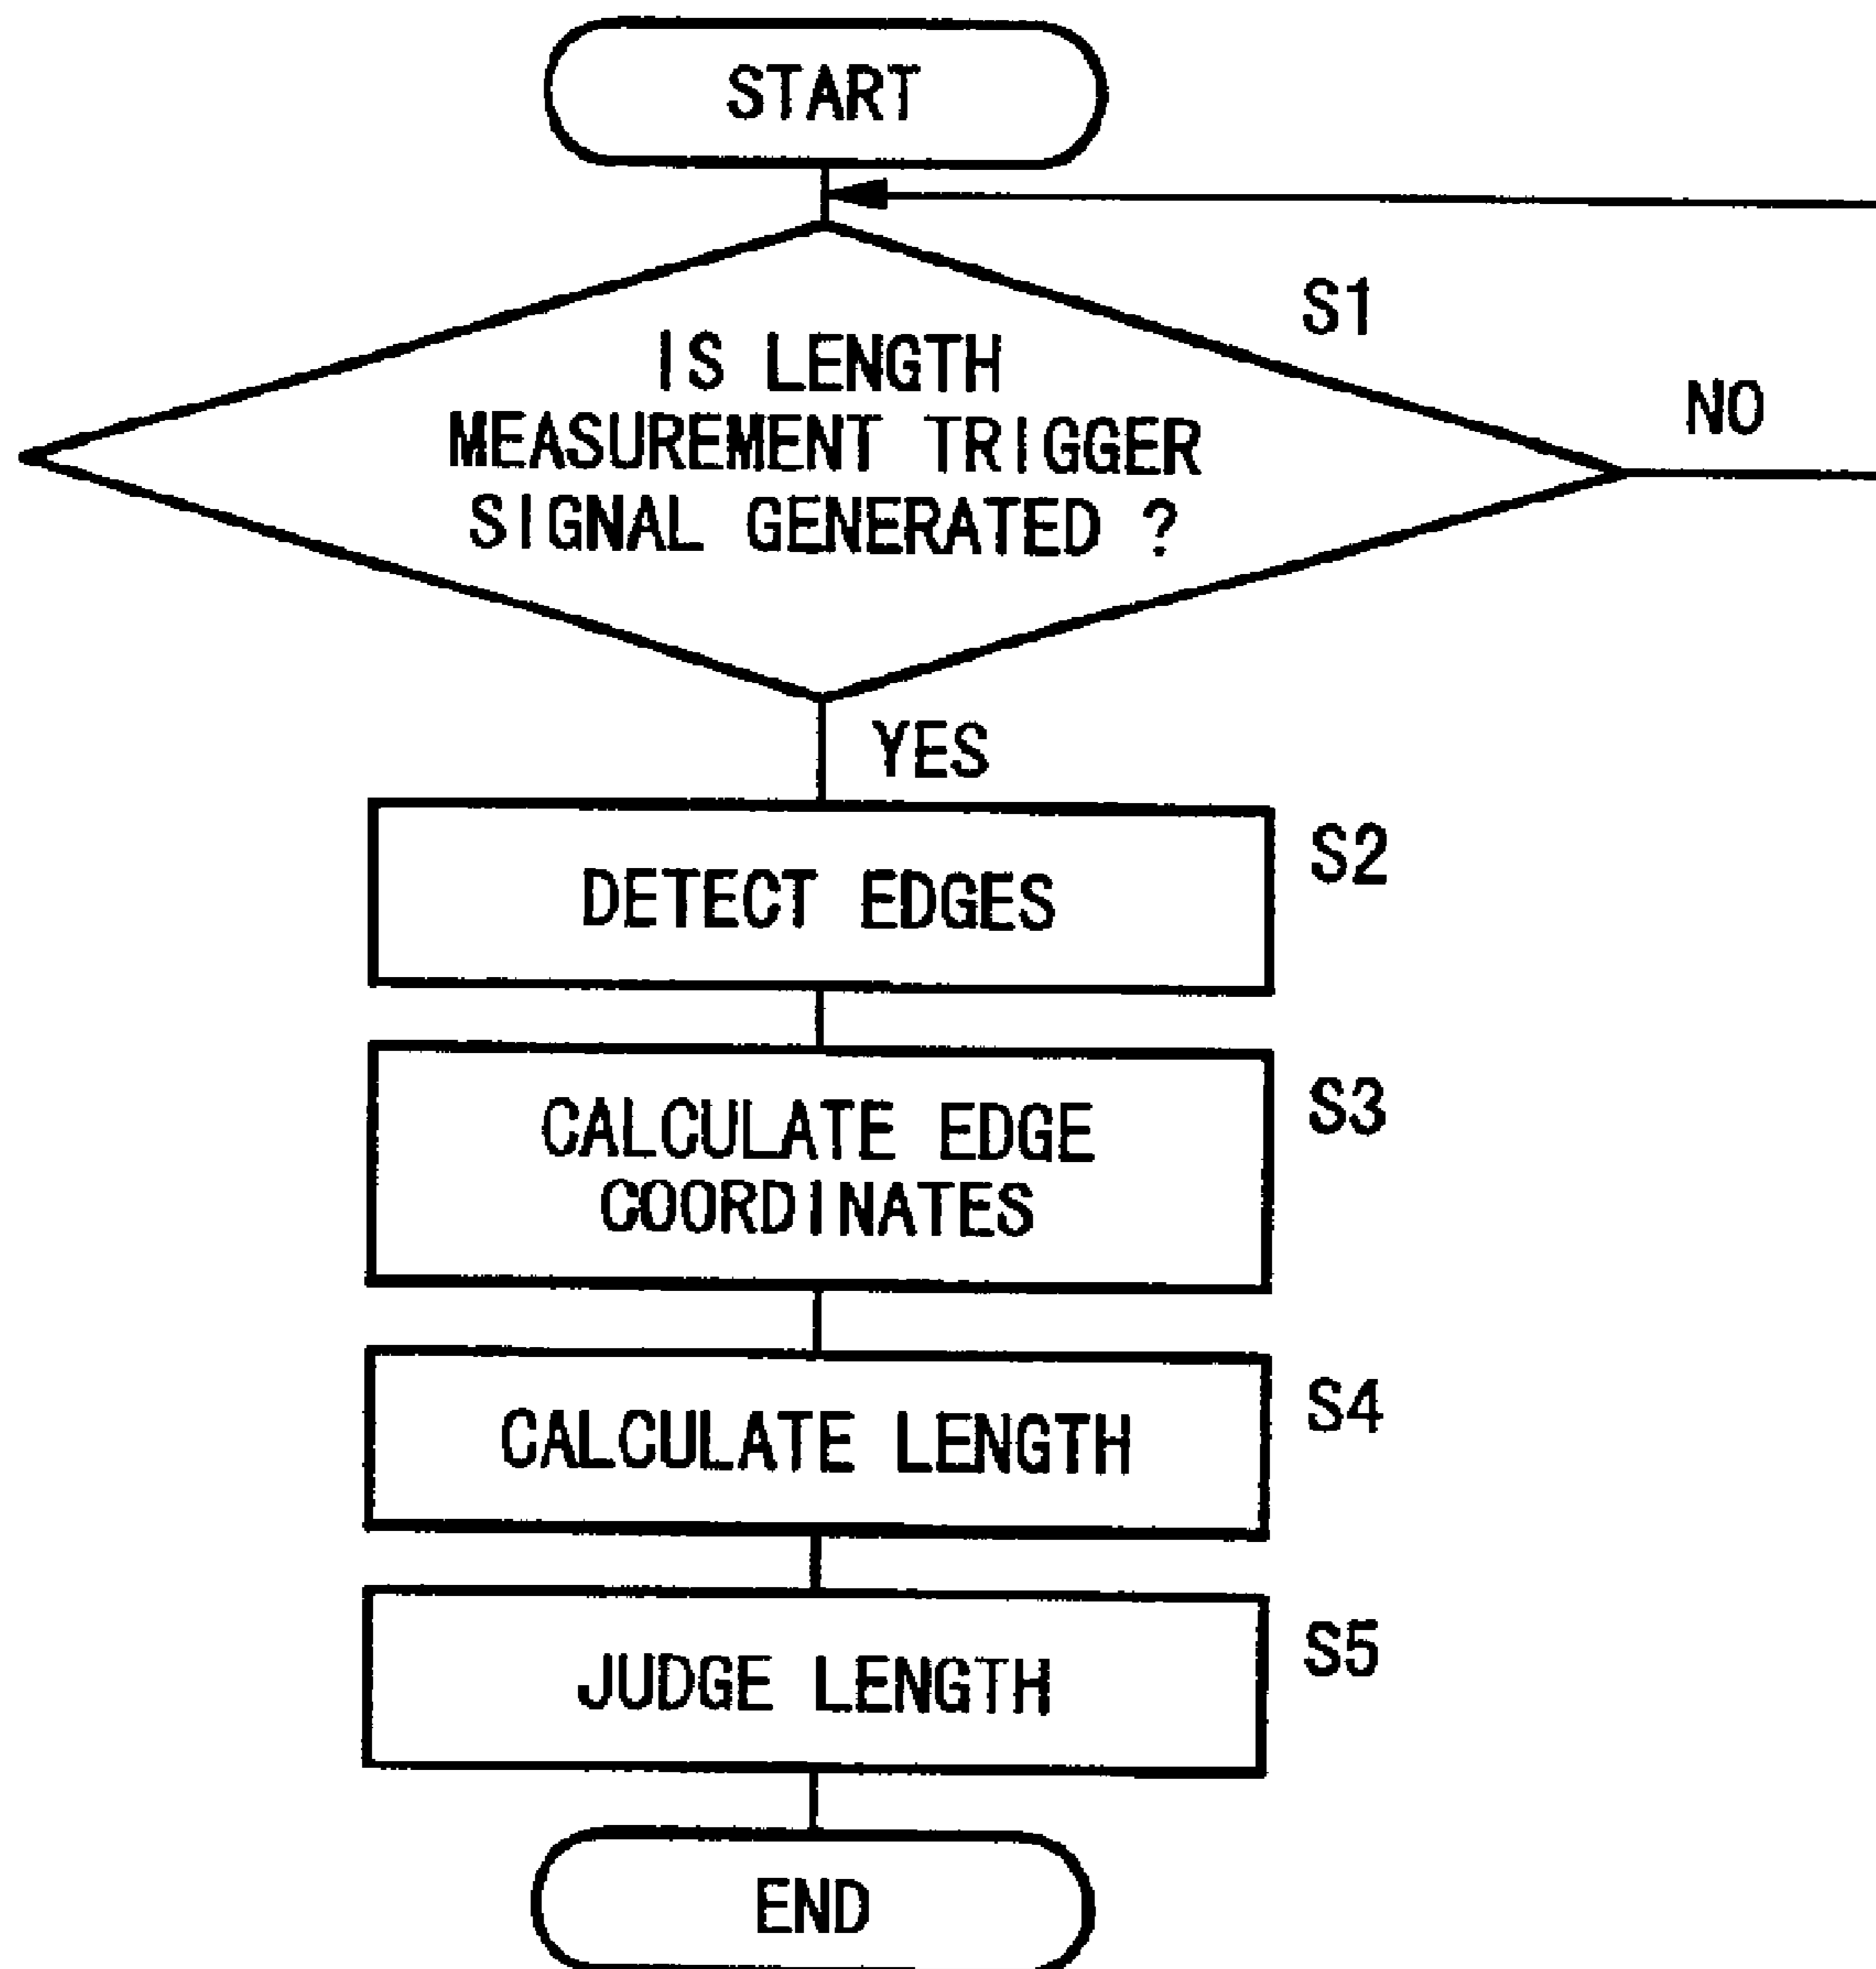 START
S1
IS LENGTH
MEASUREMENT TRIGGER
SIGNAL GENERATED ?
NO
YES
DETECT EDGES
S2
CALCULATE EDGE
COORDINATES
S3
CALCULATE LENGTH
S4
JUDGE LENGTH
S5
END